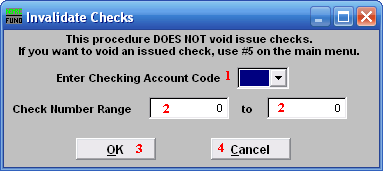 Invalidate Checks
This procedure DOES NOT void issue checks.
If you want to void an issued check, use #5 on the main menu.
Enter Checking Account Code 1
Check Number Range 2 0 to 2 0
OK 3 4 Cancel